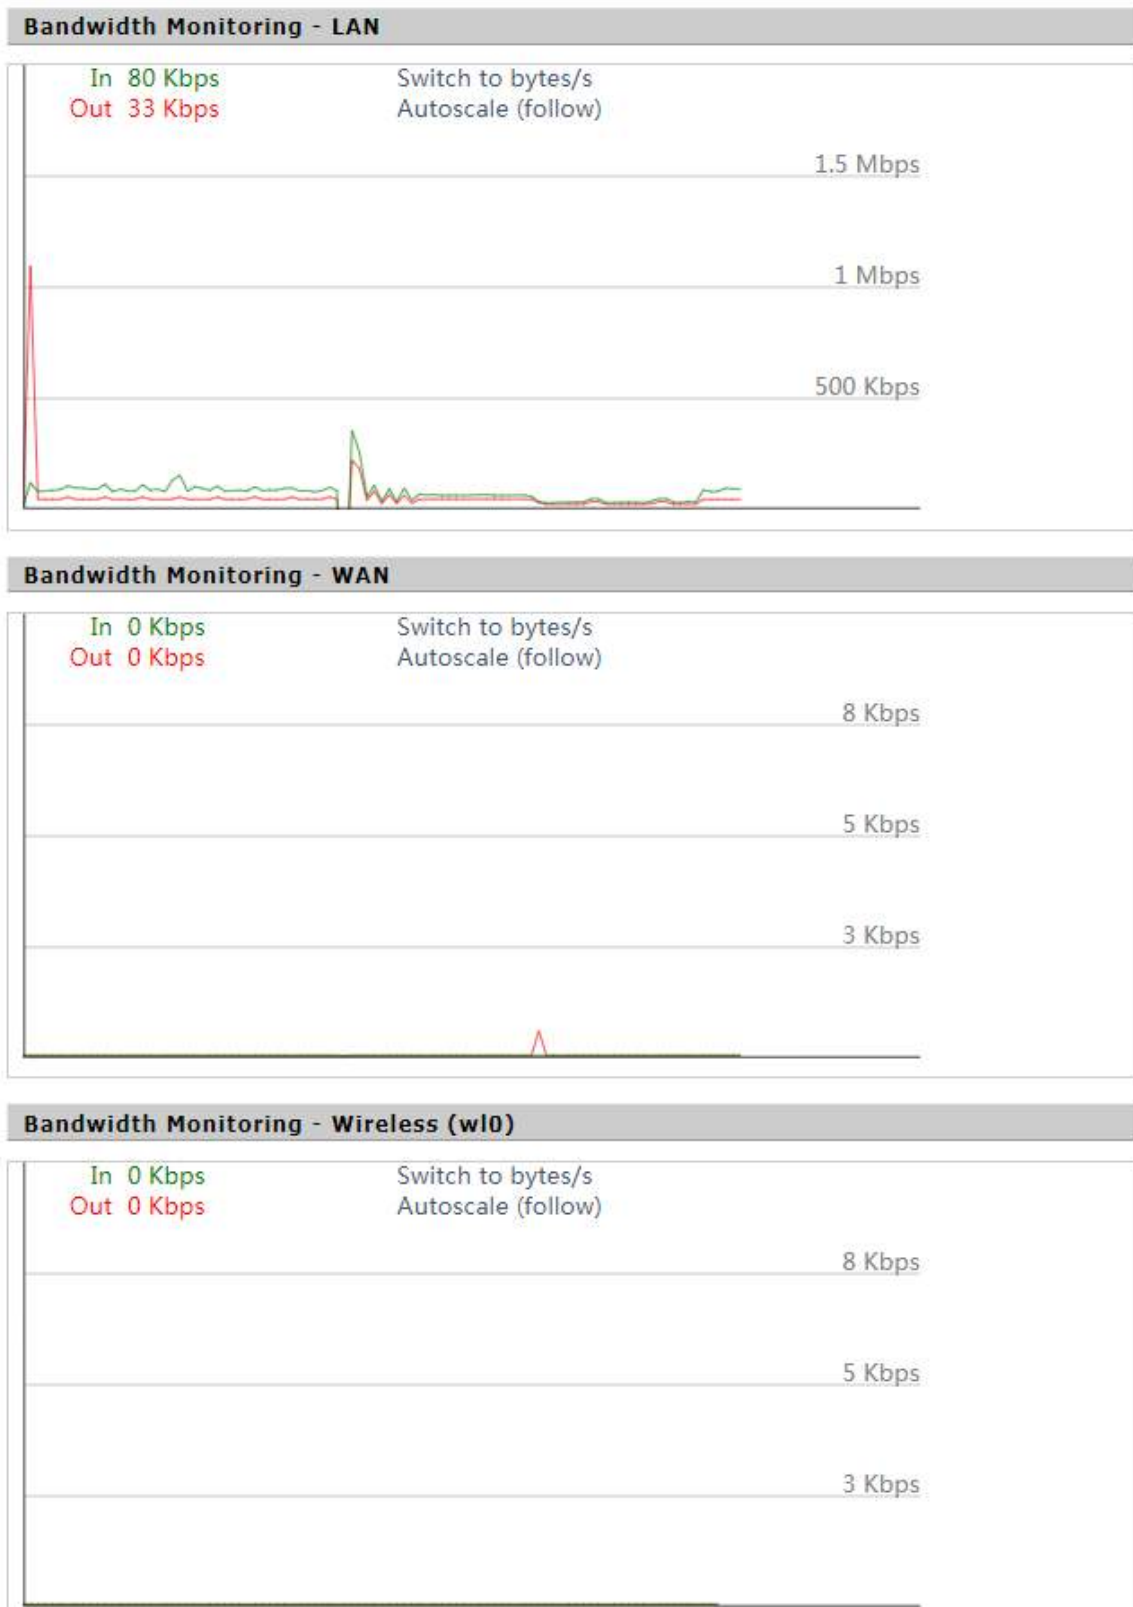 Bandwidth Monitoring - LAN
In 80 Kbps Switch to bytes/s
Out 33 Kbps Autoscale (follow)
1.5 Mbps
1 Mbps
500 Kbps
Bandwidth Monitoring - WAN
In 0 Kbps Switch to bytes/s
Out 0 Kbps Autoscale (follow)
8 Kbps
5 Kbps
3 Kbps
Bandwidth Monitoring - Wireless (wl0)
In 0 Kbps Switch to bytes/s
Out 0 Kbps Autoscale (follow)
8 Kbps
5 Kbps
3 Kbps